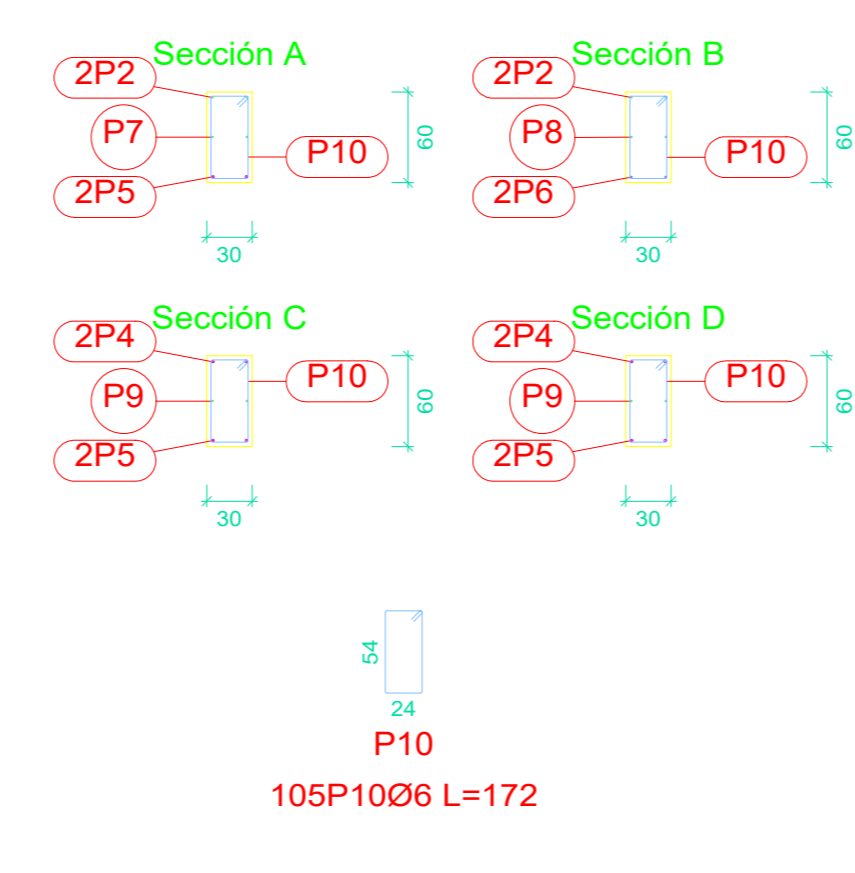 Sección A
2P2
P7
2P5
P10
60
30
Sección B
2P2
P8
2P6
P10
60
30
Sección C
2P4
P9
2P5
P10
60
30
Sección D
2P4
P9
2P5
P10
60
30
54
24
P10
105P10Ø6 L=172